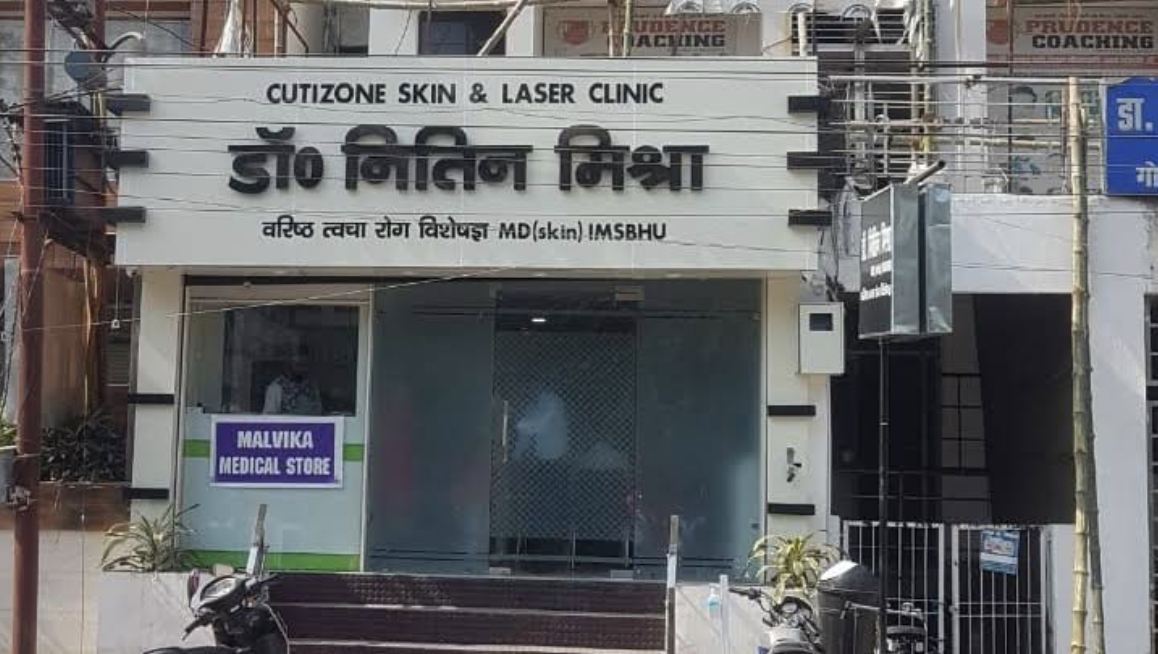 PRUDENCE
COACHING
PRUDENCE
COACHING
CUTIZONE SKIN & LASER CLINIC
डॉ० नितिन मिश्रा
वरिष्ठ त्वचा रोग विशेषज्ञ MD(skin) IMSBHU
डा.
गो
MALVIKA
MEDICAL STORE